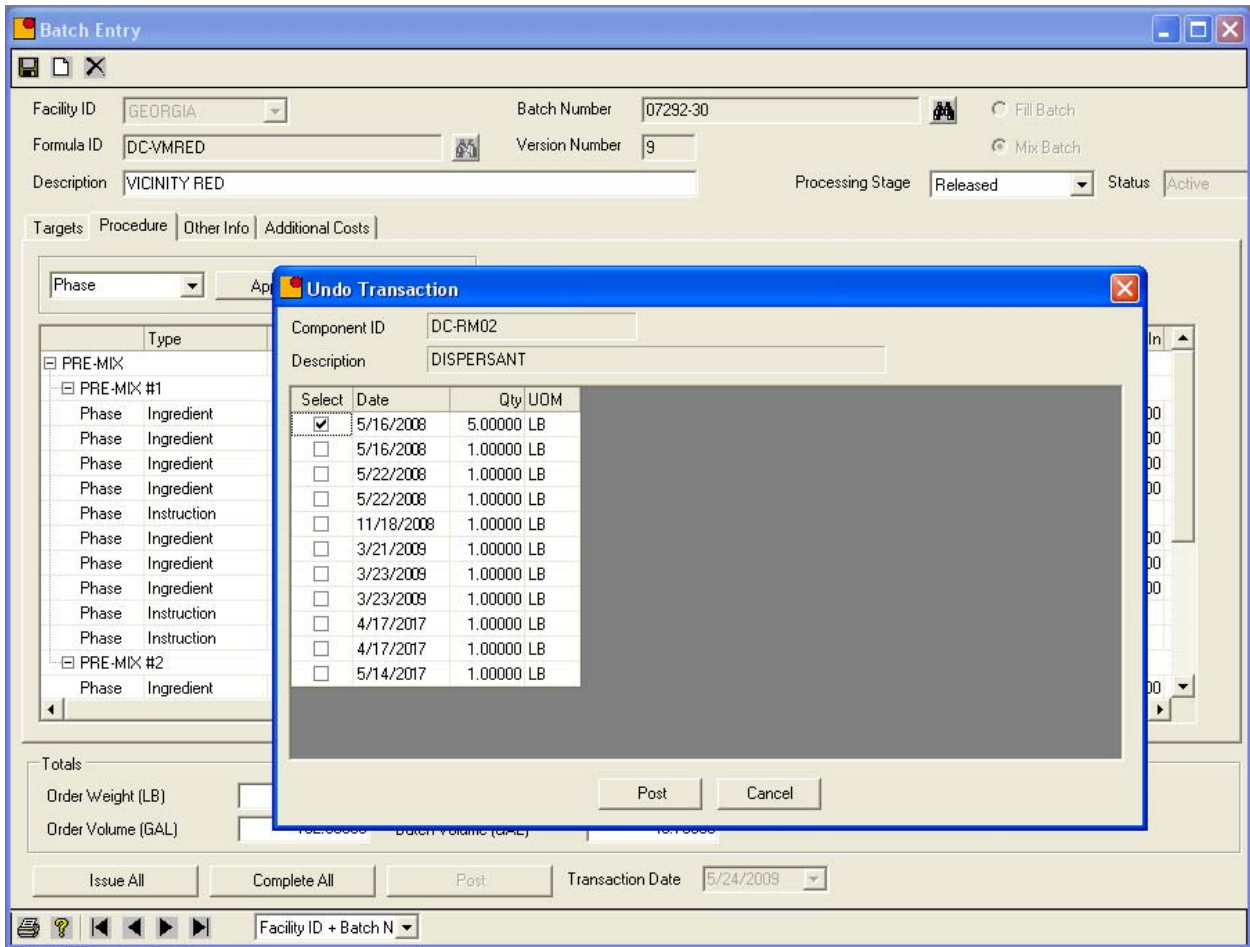 Batch Entry
Facility ID GEORGIA Batch Number 07292-30 Fill Batch
Formula ID DC-VMRED Version Number 9 Mix Batch
Description VICINITY RED Processing Stage Released Status Active
Targets Procedure Other Info Additional Costs
Phase
Undo Transaction
Component ID DC-RM02
Description DISPERSANT
Type
PRE-MIX
PRE-MIX #1
Phase Ingredient
Phase Ingredient
Phase Ingredient
Phase Ingredient
Phase Instruction
Phase Ingredient
Phase Ingredient
Phase Ingredient
Phase Instruction
Phase Instruction
PRE-MIX #2
Phase Ingredient
Select Date Qty UOM
5/16/2008 5.00000 LB
5/16/2008 1.00000 LB
5/22/2008 1.00000 LB
5/22/2008 1.00000 LB
11/18/2008 1.00000 LB
3/21/2009 1.00000 LB
3/23/2009 1.00000 LB
3/23/2009 1.00000 LB
4/17/2017 1.00000 LB
4/17/2017 1.00000 LB
5/14/2017 1.00000 LB
Post Cancel
Totals
Order Weight (LB)
Order Volume (GAL)
Issue All Complete All Post Transaction Date 5/24/2009
Facility ID + Batch N